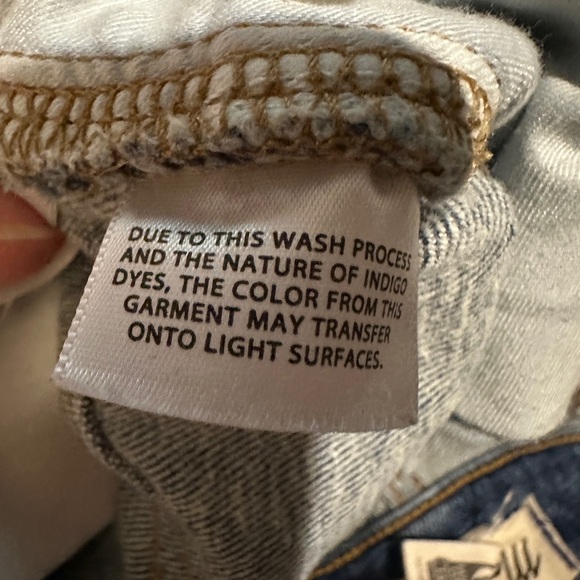 DUE TO THIS WASH PROCESS
AND THE NATURE OF INDIGO
DYES, THE COLOR FROM THIS
GARMENT MAY TRANSFER
ONTO LIGHT SURFACES.